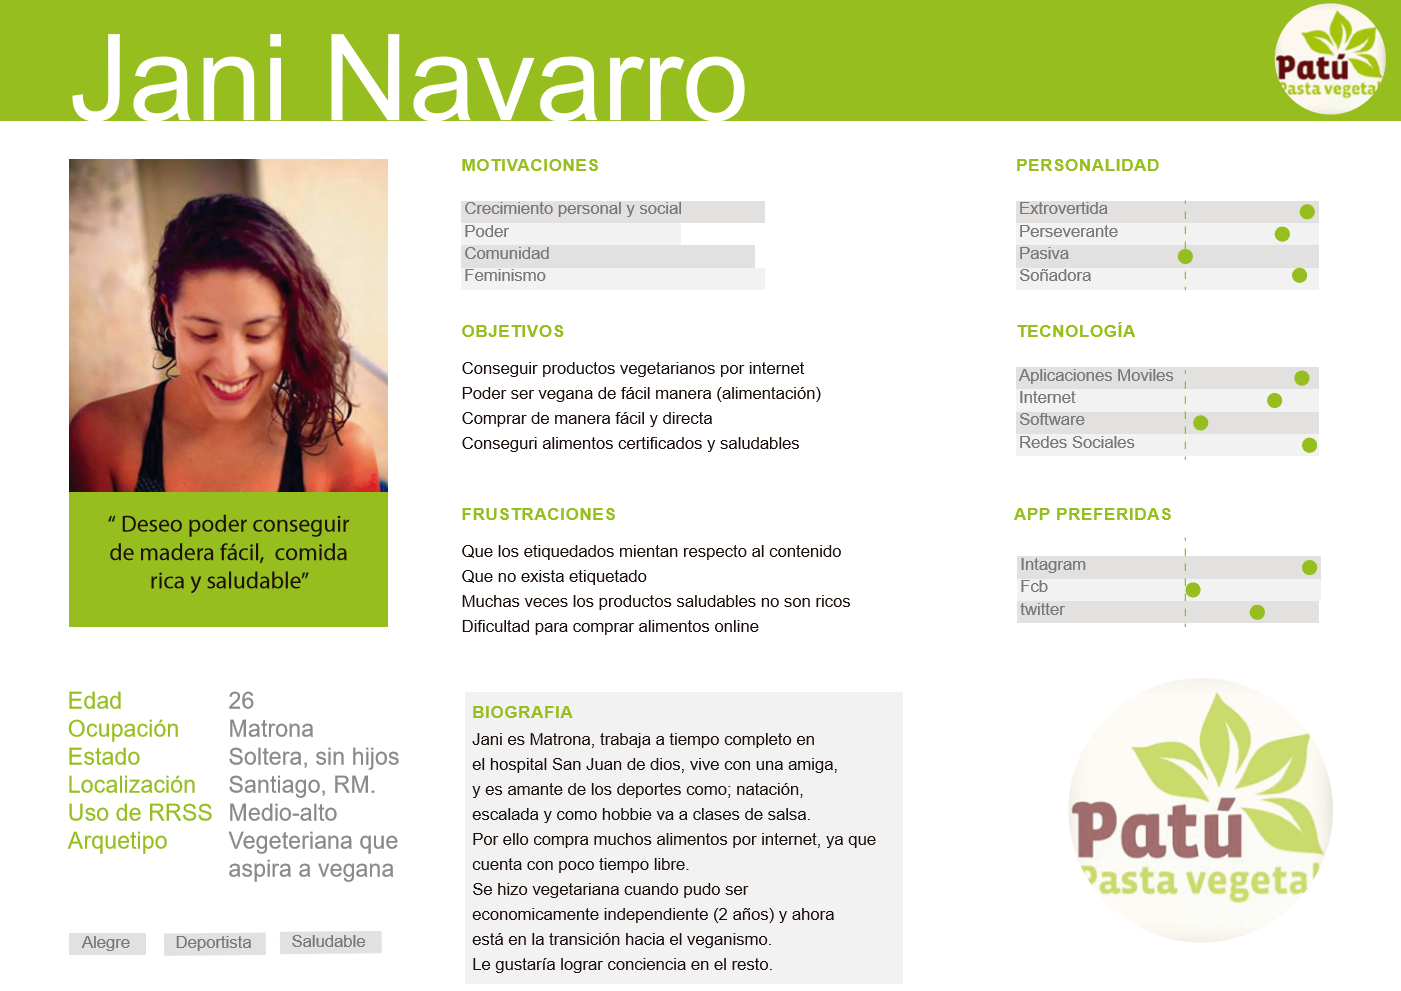 Jani Navarro
Patú
Pasta vegetal
“ Deseo poder conseguir
de madera fácil,  comida
rica y saludable”
Edad 26
Ocupación Matrona
Estado Soltera, sin hijos
Localización Santiago, RM.
Uso de RRSS Medio-alto
Arquetipo Vegeteriana que
aspira a vegana
Alegre Deportista Saludable
MOTIVACIONES
Crecimiento personal y social
Poder
Comunidad
Feminismo
OBJETIVOS
Conseguir productos vegetarianos por internet
Poder ser vegana de fácil manera (alimentación)
Comprar de manera fácil y directa
Conseguri alimentos certificados y saludables
FRUSTRACIONES
Que los etiquedados mientan respecto al contenido
Que no exista etiquetado
Muchas veces los productos saludables no son ricos
Dificultad para comprar alimentos online
BIOGRAFIA
Jani es Matrona, trabaja a tiempo completo en
el hospital San Juan de dios, vive con una amiga,
y es amante de los deportes como; natación,
escalada y como hobbie va a clases de salsa.
Por ello compra muchos alimentos por internet, ya que
cuenta con poco tiempo libre.
Se hizo vegetariana cuando pudo ser
economicamente independiente (2 años) y ahora
está en la transición hacia el veganismo.
Le gustaría lograr conciencia en el resto.
PERSONALIDAD
Extrovertida
Perseverante
Pasiva
Soñadora
TECNOLOGÍA
Aplicaciones Moviles
Internet
Software
Redes Sociales
APP PREFERIDAS
Intagram
Fcb
twitter
Patú
Pasta vegetal